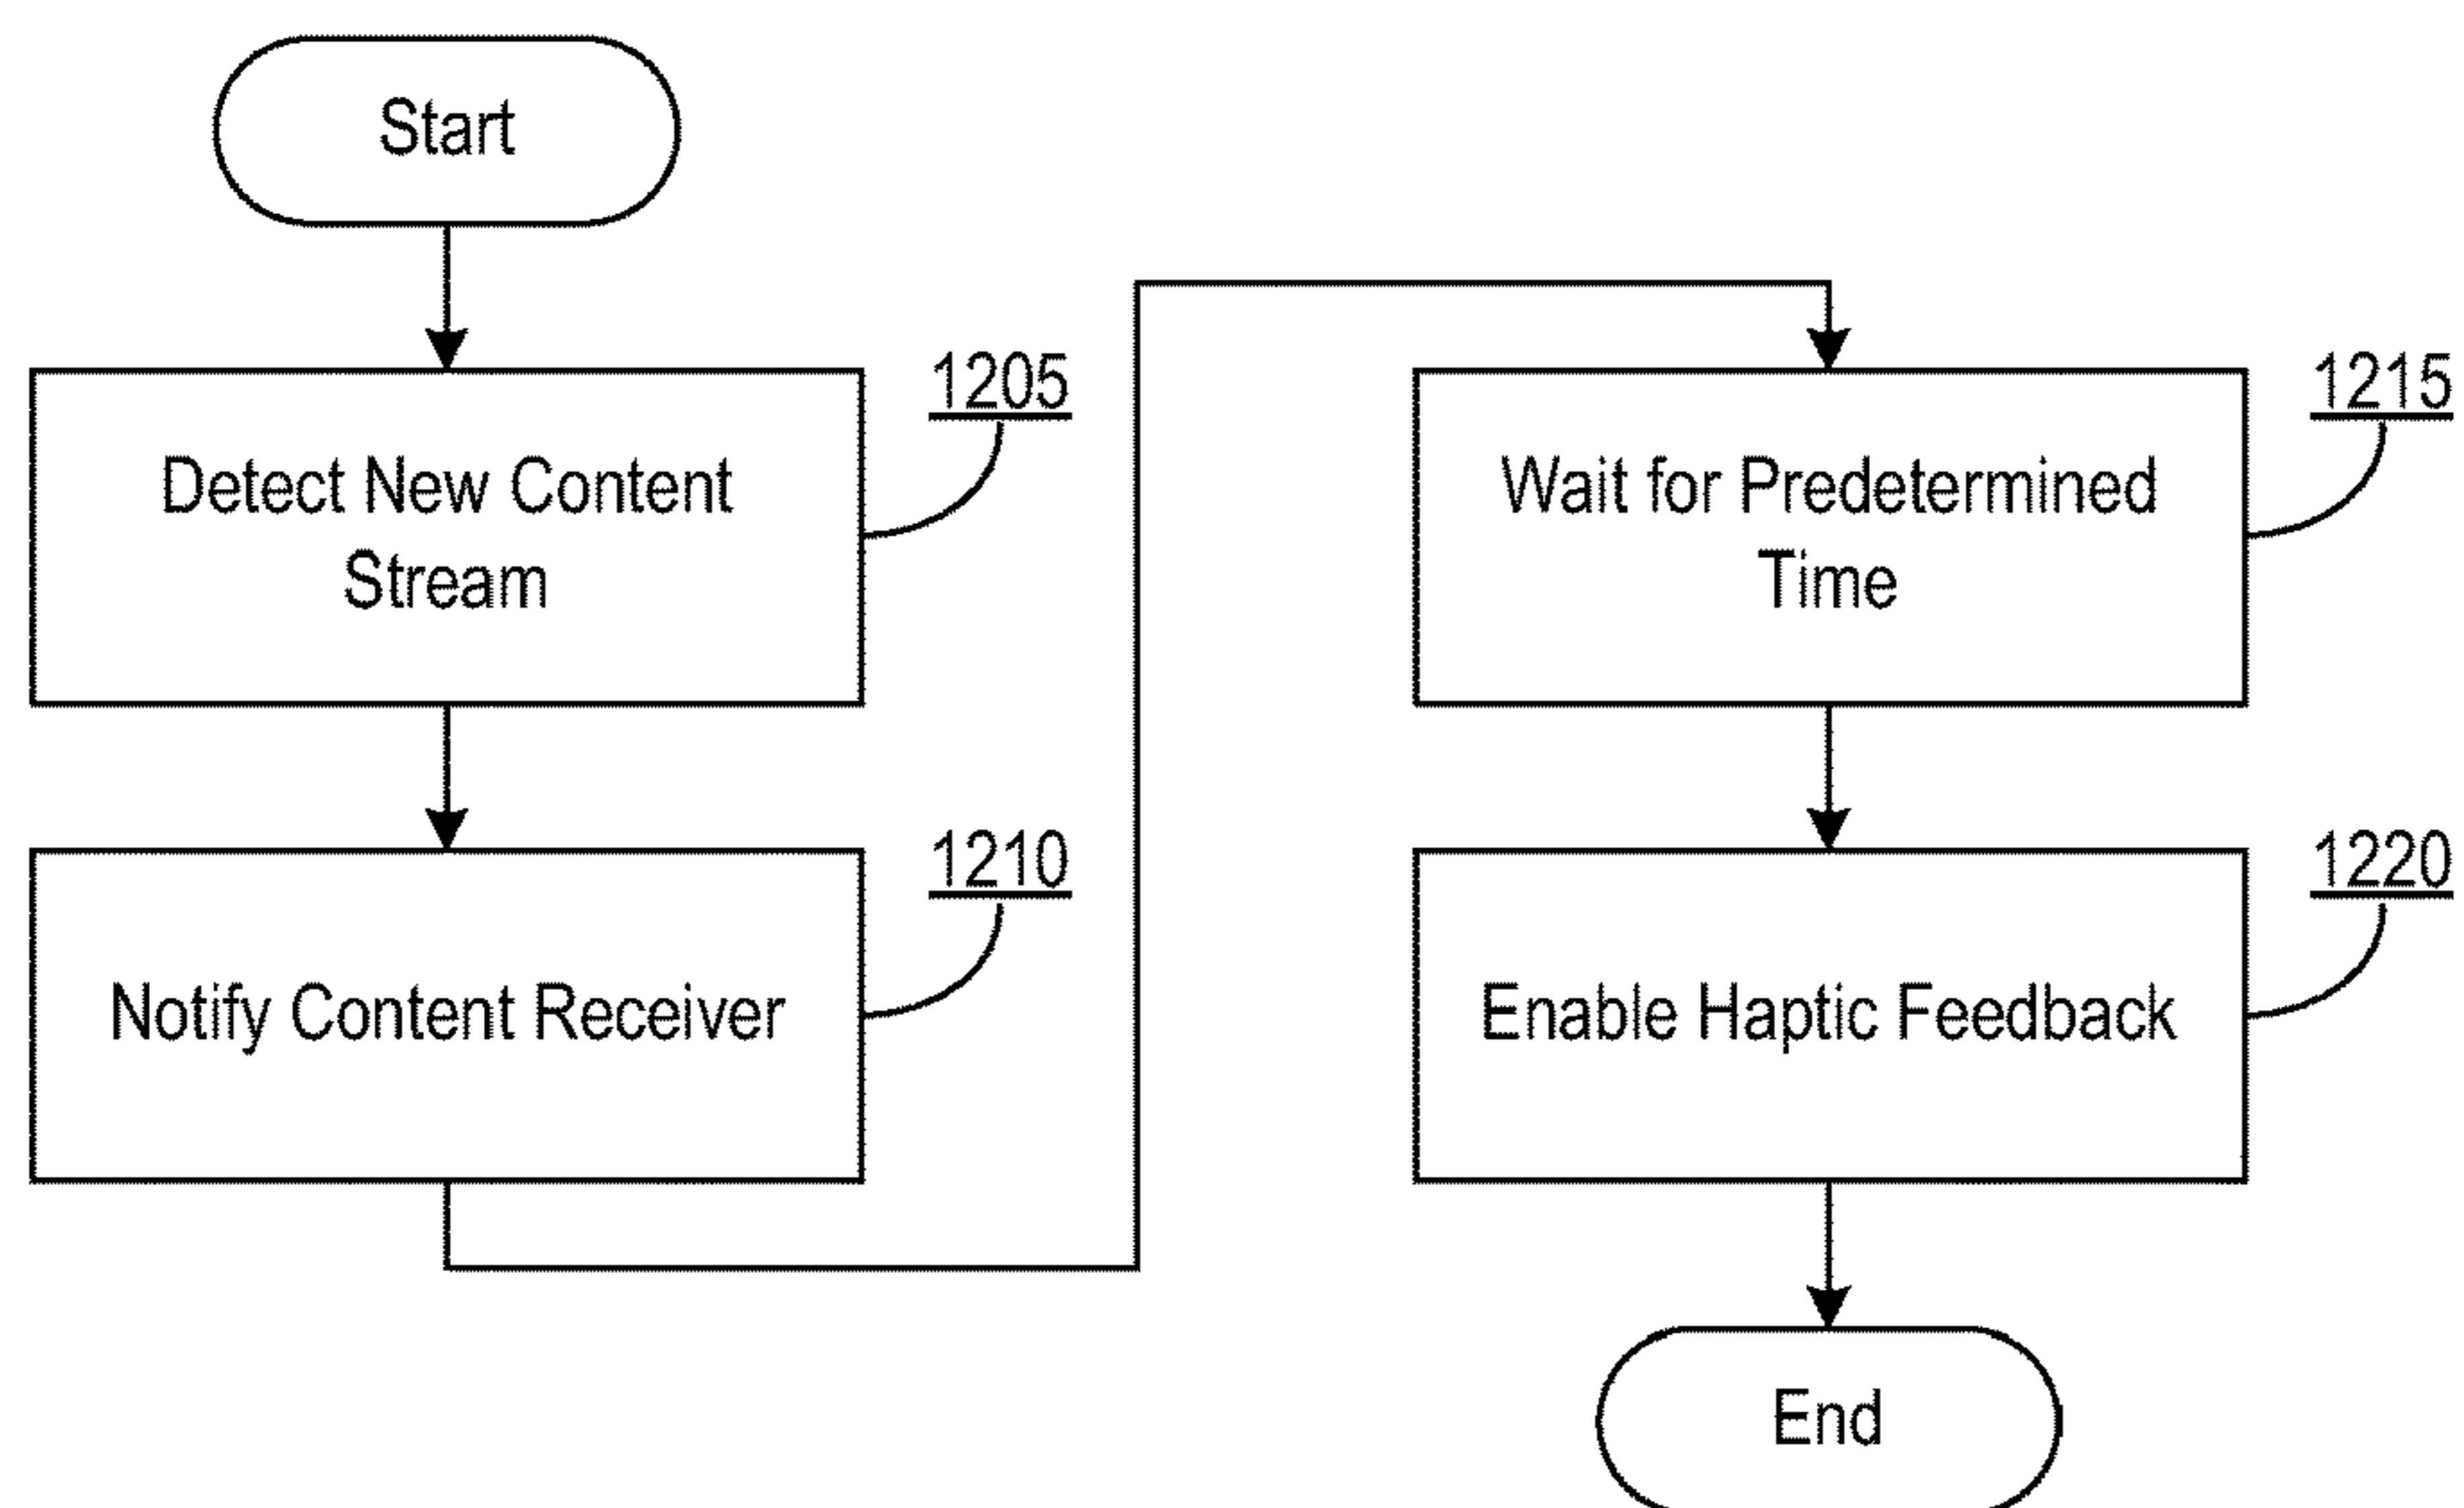 Start
1205
Detect New Content
Stream
1210
Notify Content Receiver
1215
Wait for Predetermined
Time
1220
Enable Haptic Feedback
End